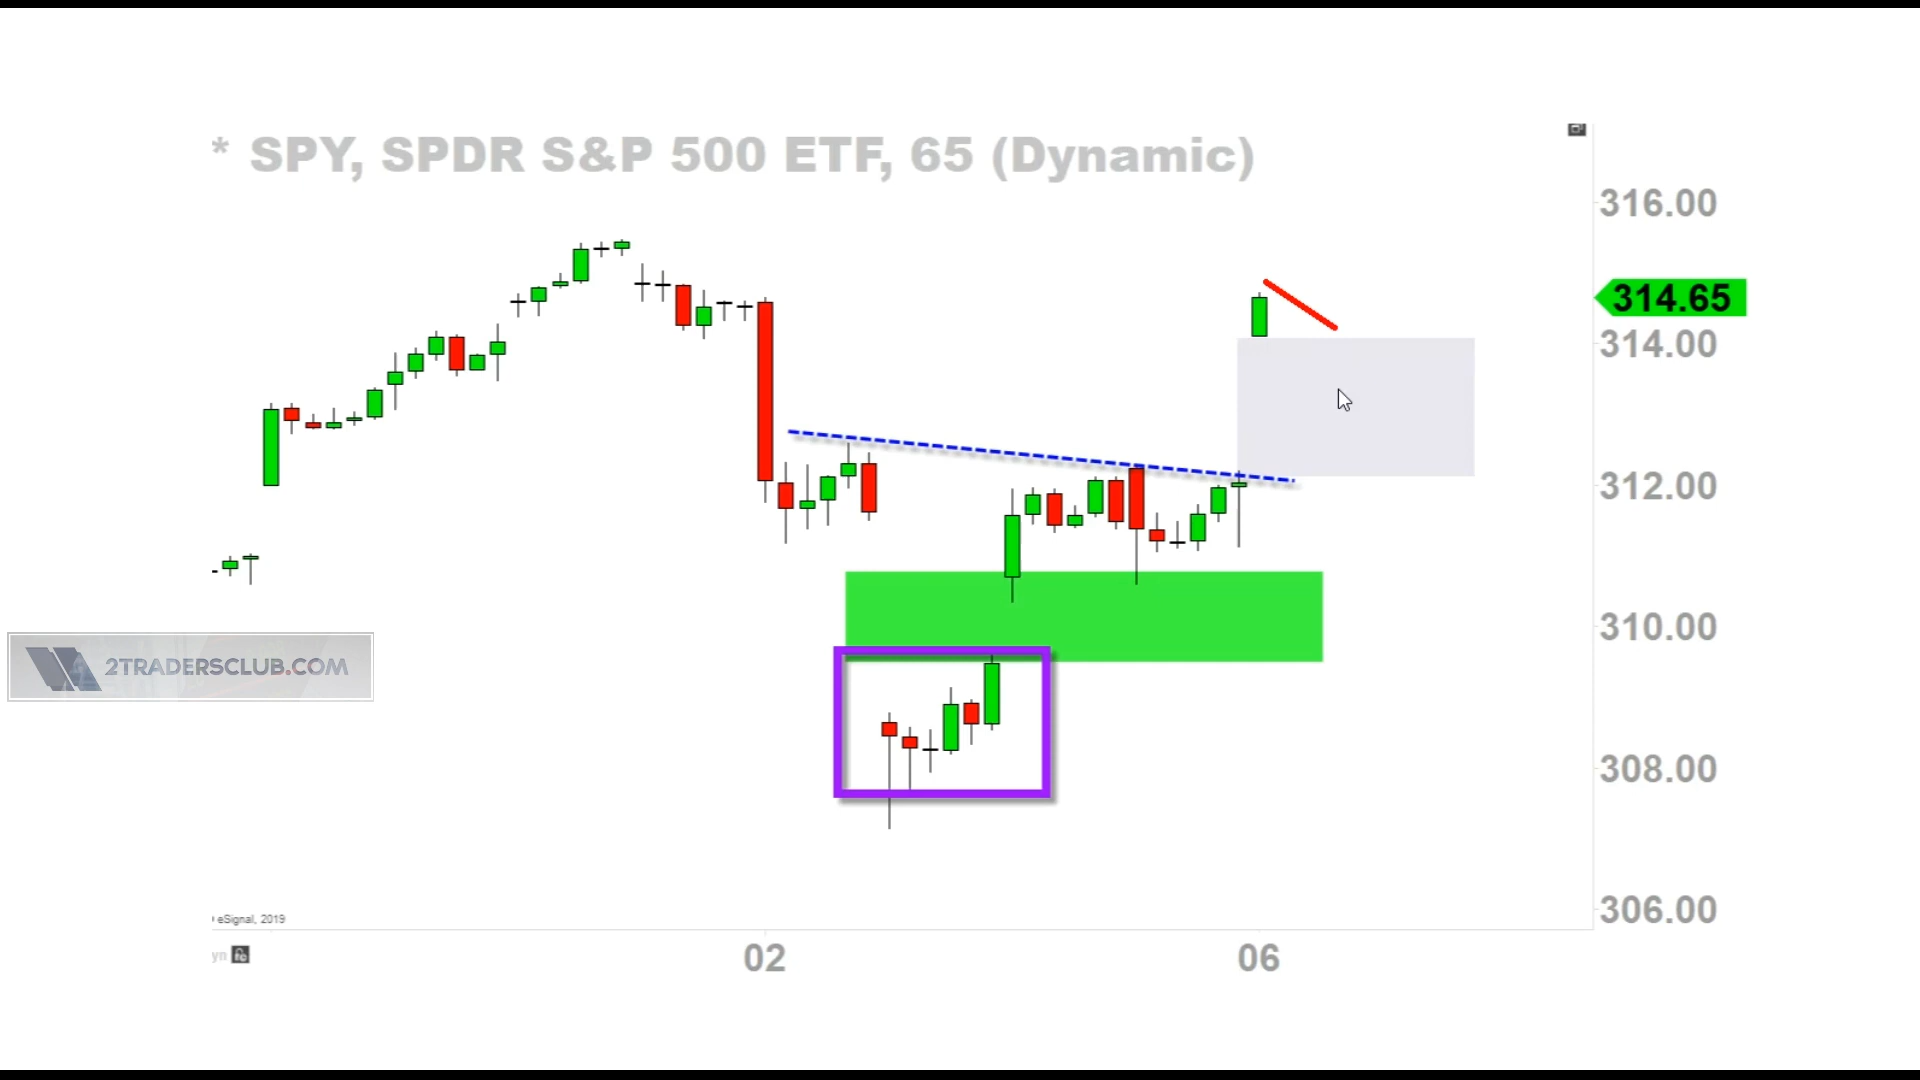 * SPY, SPDR S&P 500 ETF, 65 (Dynamic)
316.00
314.65
314.00
312.00
310.00
2TRADERSCLUB.COM
308.00
eSignal, 2019
306.00
yn
02
06